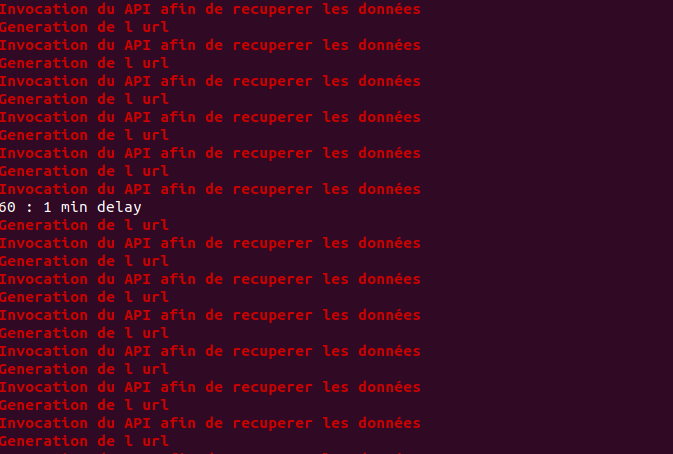 Invocation du API afin de recuperer les données
Generation de l url
Invocation du API afin de recuperer les données
Generation de l url
Invocation du API afin de recuperer les données
Generation de l url
Invocation du API afin de recuperer les données
Generation de l url
Invocation du API afin de recuperer les données
Generation de l url
Invocation du API afin de recuperer les données
60 : 1 min delay
Generation de l url
Invocation du API afin de recuperer les données
Generation de l url
Invocation du API afin de recuperer les données
Generation de l url
Invocation du API afin de recuperer les données
Generation de l url
Invocation du API afin de recuperer les données
Generation de l url
Invocation du API afin de recuperer les données
Generation de l url
Invocation du API afin de recuperer les données
Generation de l url